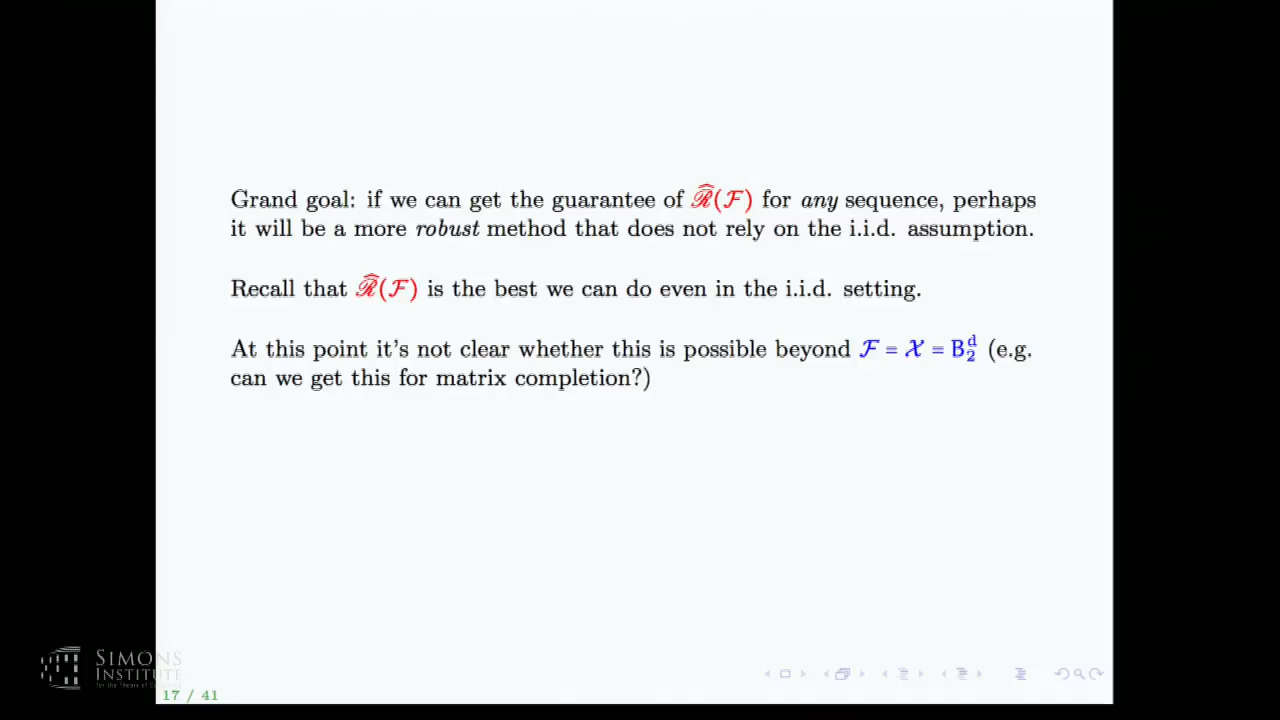 Grand goal: if we can get the guarantee of ℛ̂(ℱ) for any sequence, perhaps
it will be a more robust method that does not rely on the i.i.d. assumption.
Recall that ℛ̂(ℱ) is the best we can do even in the i.i.d. setting.
At this point it's not clear whether this is possible beyond ℱ = 𝒳 = B₂ᵈ (e.g.
can we get this for matrix completion?)
SIMONS
INSTITUTE
17 / 41